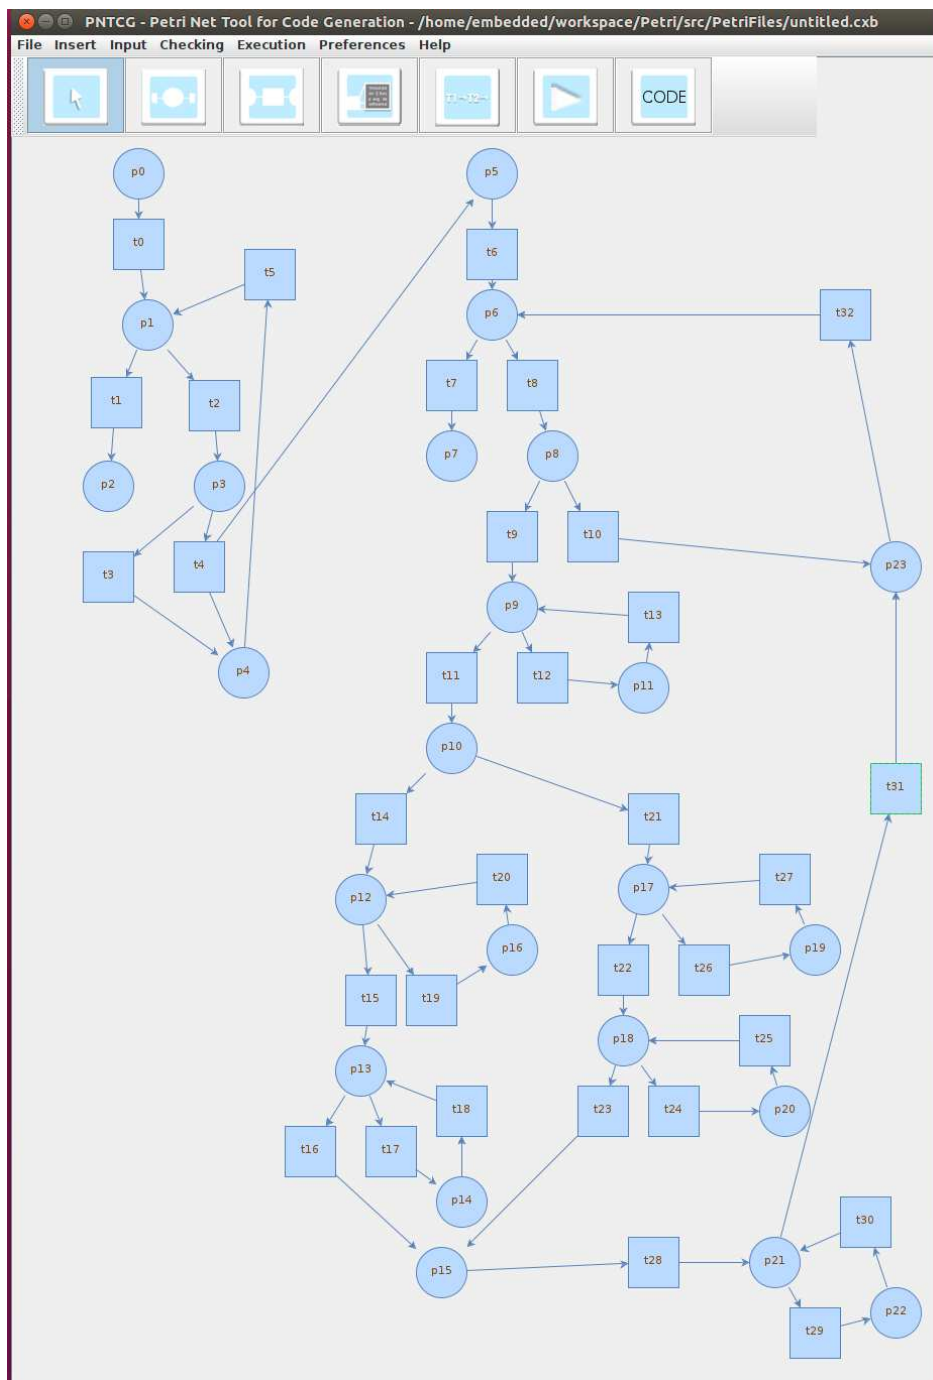 PNTCG - Petri Net Tool for Code Generation - /home/embedded/workspace/Petri/src/PetriFiles/untitled.cxb
File Insert Input Checking Execution Preferences Help
CODE
p0
p5
t0
t6
t5
p1
p6
t32
t1
t2
t7
t8
p2
p3
p7
p8
t3
t4
t9
t10
p23
p4
p9
t13
t11
t12
p11
p10
t31
t14
t21
p12
t20
p17
t27
p16
p19
t15
t19
t22
t26
p13
p18
t25
t18
t23
t24
p20
t16
t17
p14
t30
p15
t28
p21
t29
p22